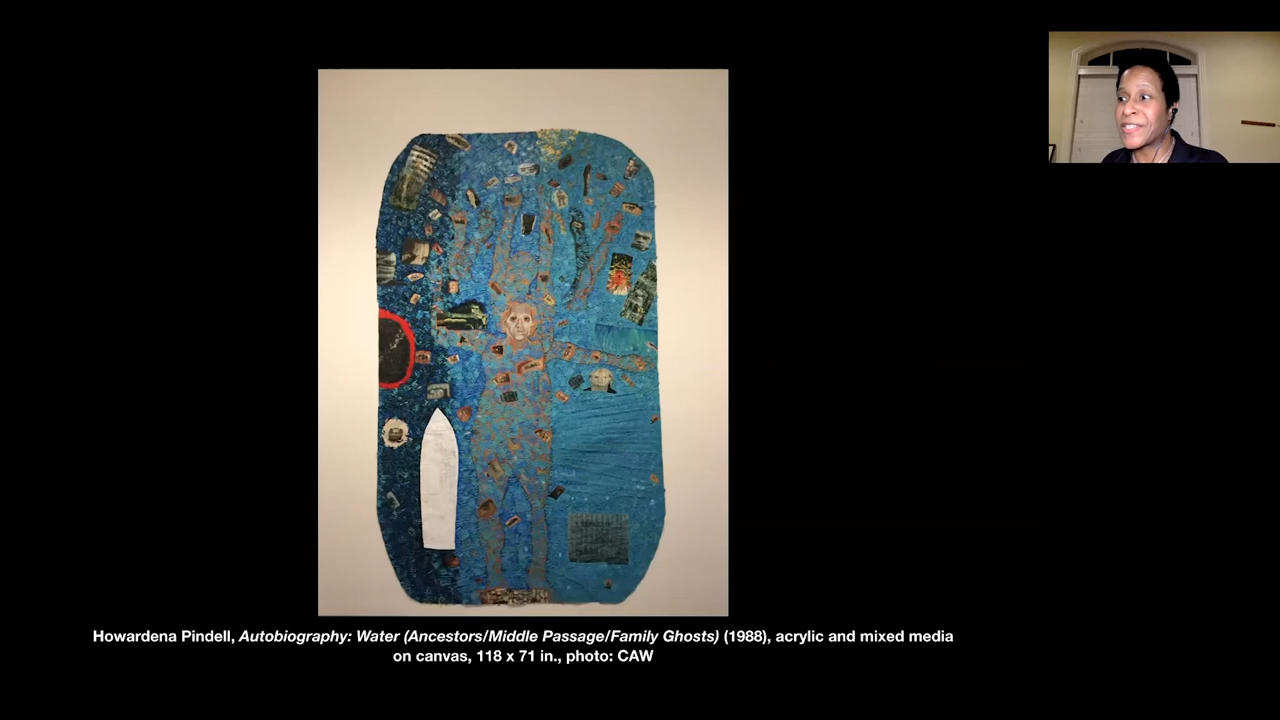 Howardena Pindell, Autobiography: Water (Ancestors/Middle Passage/Family Ghosts) (1988), acrylic and mixed media
on canvas, 118 x 71 in., photo: CAW